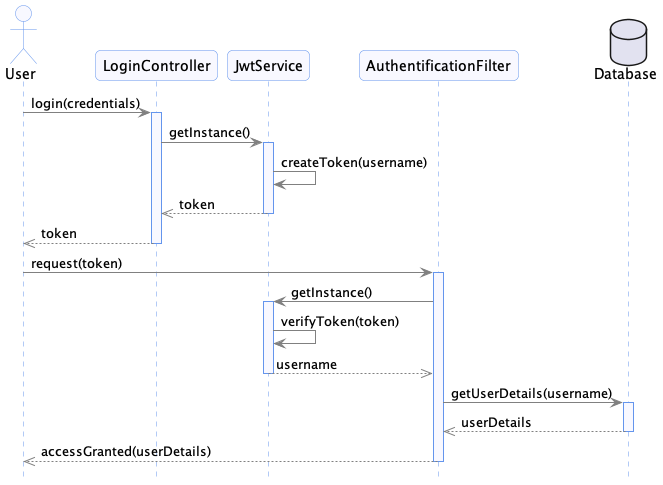 User
LoginController
JwtService
AuthentificationFilter
Database
login(credentials)
getInstance()
createToken(username)
token
token
request(token)
getInstance()
verifyToken(token)
username
getUserDetails(username)
userDetails
accessGranted(userDetails)